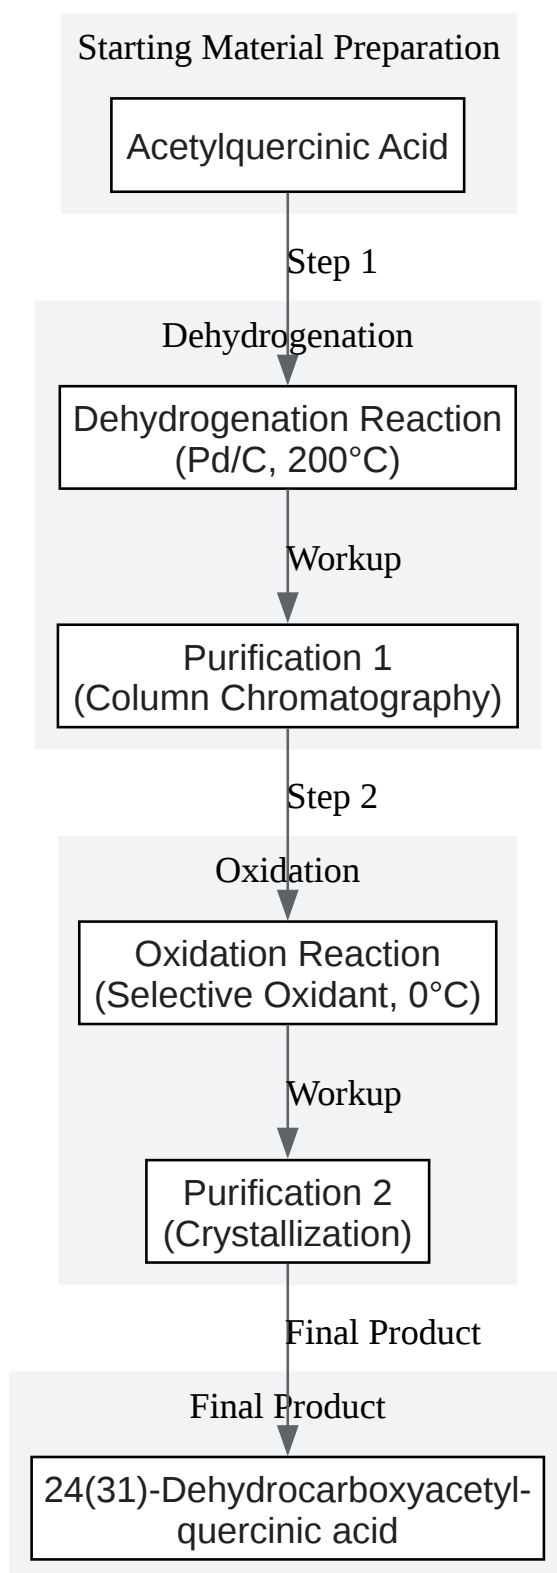 Starting Material Preparation
Acetylquercinic Acid
Step 1
Dehydrogenation
Dehydrogenation Reaction
(Pd/C, 200°C)
Workup
Purification 1
(Column Chromatography)
Step 2
Oxidation
Oxidation Reaction
(Selective Oxidant, 0°C)
Workup
Purification 2
(Crystallization)
Final Product
Final Product
24(31)-Dehydrocarboxyacetyl-
quercinic acid